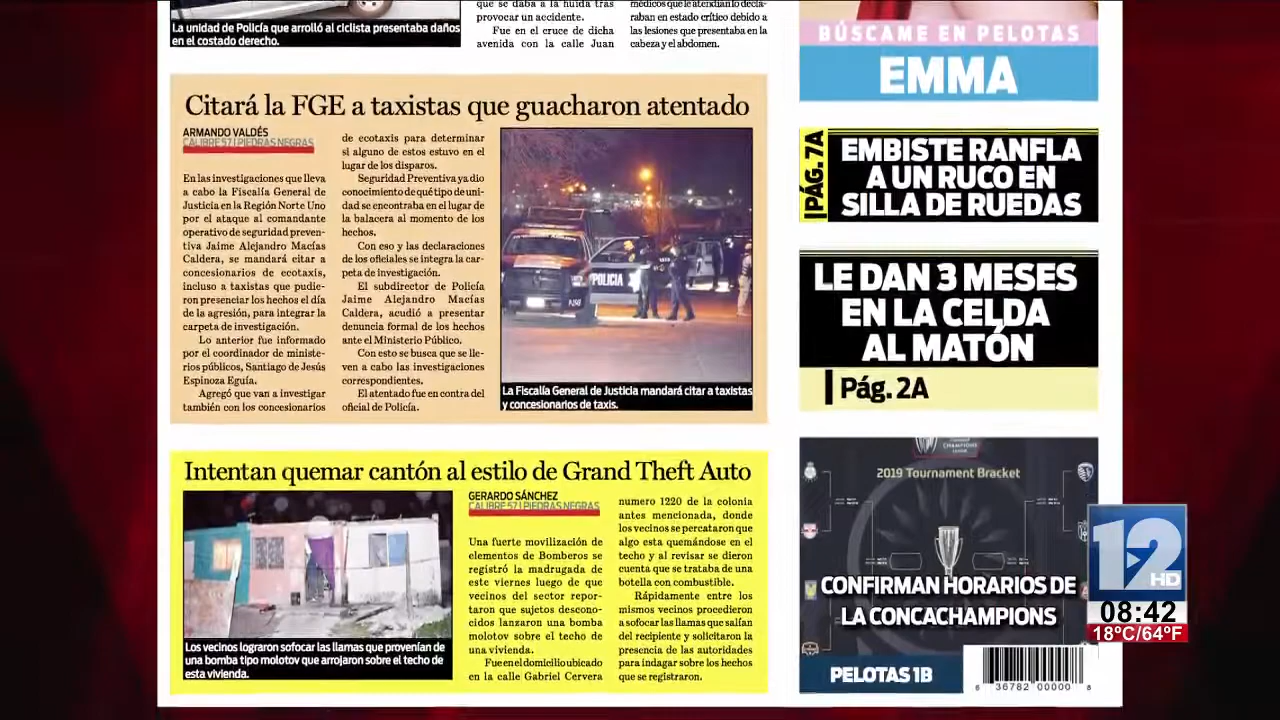 La unidad de Policía que arrolló al ciclista presentaba daños
en el costado derecho.
que se daba a la huida tras
provocar un accidente.
Fue en el cruce de dicha
avenida con la calle Juan
médicos que le atendían lo decla-
raban en estado crítico debido a
las lesiones que presentaba en la
cabeza y el abdomen.
Citará la FGE a taxistas que guacharon atentado
ARMANDO VALDÉS
CALIBRE 57 | PIEDRAS NEGRAS
En las investigaciones que lleva
a cabo la Fiscalía General de
Justicia en la Región Norte Uno
por el ataque al comandante
operativo de seguridad preven-
tiva Jaime Alejandro Macías
Caldera, se mandará citar a
concesionarios de ecotaxis,
incluso a taxistas que pudie-
ron presenciar los hechos el día
de la agresión, para integrar la
carpeta de investigación.
Lo anterior fue informado
por el coordinador de ministe-
rios públicos, Santiago de Jesús
Espinoza Eguía.
Agregó que van a investigar
también con los concesionarios
de ecotaxis para determinar
si alguno de estos estuvo en el
lugar de los disparos.
Seguridad Preventiva ya dio
conocimiento de qué tipo de uni-
dad se encontraba en el lugar de
la balacera al momento de los
hechos.
Con eso y las declaraciones
de los oficiales se integra la car-
peta de investigación.
El subdirector de Policía
Jaime Alejandro Macías
Caldera, acudió a presentar
denuncia formal de los hechos
ante el Ministerio Público.
Con esto se busca que se lle-
ven a cabo las investigaciones
correspondientes.
El atentado fue en contra del
oficial de Policía.
POLICIA
La Fiscalía General de Justicia mandará citar a taxistas
y concesionarios de taxis.
Intentan quemar cantón al estilo de Grand Theft Auto
Los vecinos lograron sofocar las llamas que provenían de
una bomba tipo molotov que arrojaron sobre el techo de
esta vivienda.
GERARDO SÁNCHEZ
CALIBRE 57 | PIEDRAS NEGRAS
Una fuerte movilización de
elementos de Bomberos se
registró la madrugada de
este viernes luego de que
vecinos del sector repor-
taron que sujetos descono-
cidos lanzaron una bomba
molotov sobre el techo de
una vivienda.
Fue en el domicilio ubicado
en la calle Gabriel Cervera
numero 1220 de la colonia
antes mencionada, donde
los vecinos se percataron que
algo esta quemándose en el
techo y al revisar se dieron
cuenta que se trataba de una
botella con combustible.
Rápidamente entre los
mismos vecinos procedieron
a sofocar las llamas que salían
del recipiente y solicitaron la
presencia de las autoridades
para indagar sobre los hechos
que se registraron.
BÚSCAME EN PELOTAS
EMMA
PÁG. 7A
EMBISTE RANFLA
A UN RUCO EN
SILLA DE RUEDAS
LE DAN 3 MESES
EN LA CELDA
AL MATÓN
Pág. 2A
CHAMPIONS
2019 Tournament Bracket
CONFIRMAN HORARIOS DE
LA CONCACHAMPIONS
PELOTAS 1B
6 36782 00000 8
12
HD
08:42
18°C/64°F